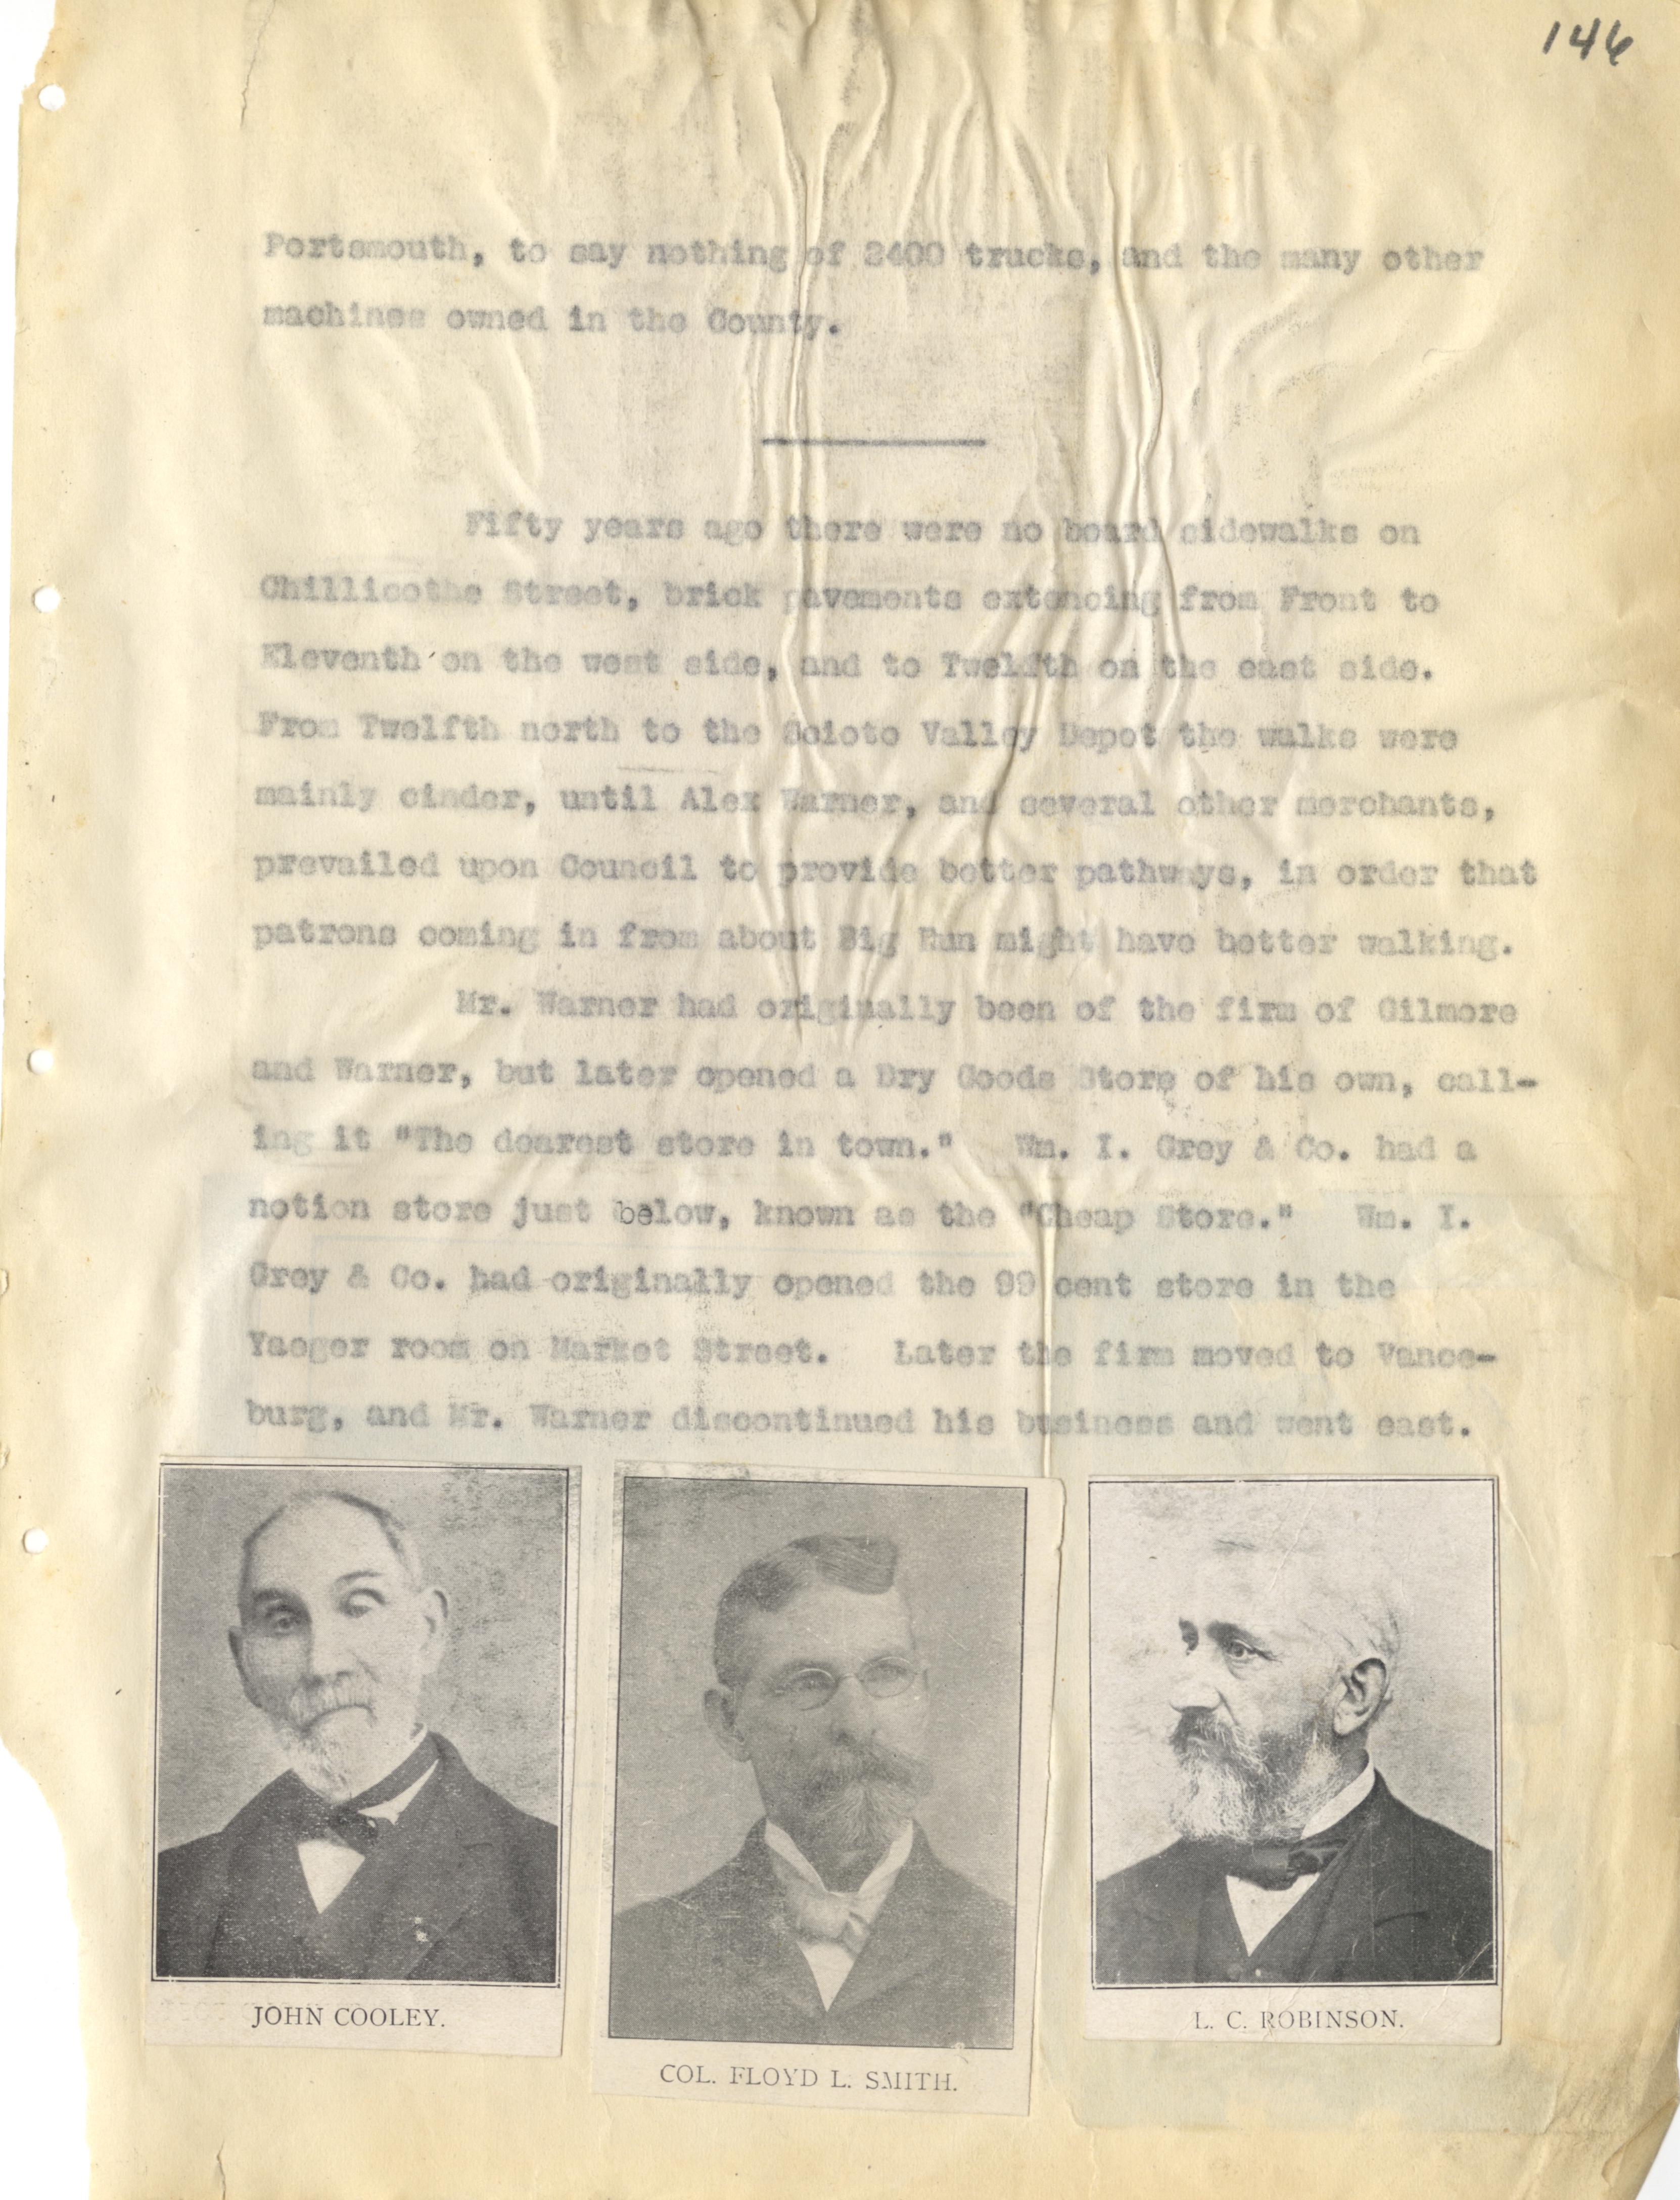 146
Portsmouth, to say nothing of 2400 trucks, and the many other
machines owned in the County.
Fifty years ago there were no board sidewalks on
Chillicothe Street, brick pavements extencing from Front to
Eleventh on the west side, and to Twelfth on the east side.
From Twelfth north to the Scioto Valley Depot the walks were
mainly cinder, until Alex Warner, and several other merchants,
prevailed upon Council to provide better pathways, in order that
patrons coming in from about Big Run might have better walking.
Mr. Warner had originally been of the firm of Gilmore
and Warner, but later opened a Dry Goods Store of his own, call-
ing it "The dearest store in town." Wm. I. Grey & Co. had a
notion store just below, known as the "Cheap Store." Wm. I.
Grey & Co. had originally opened the 99 cent store in the
Yaeger room on Market Street. Later the firm moved to Vance-
burg, and Mr. Warner discontinued his business and went east.
JOHN COOLEY.
COL. FLOYD L. SMITH.
L. C. ROBINSON.